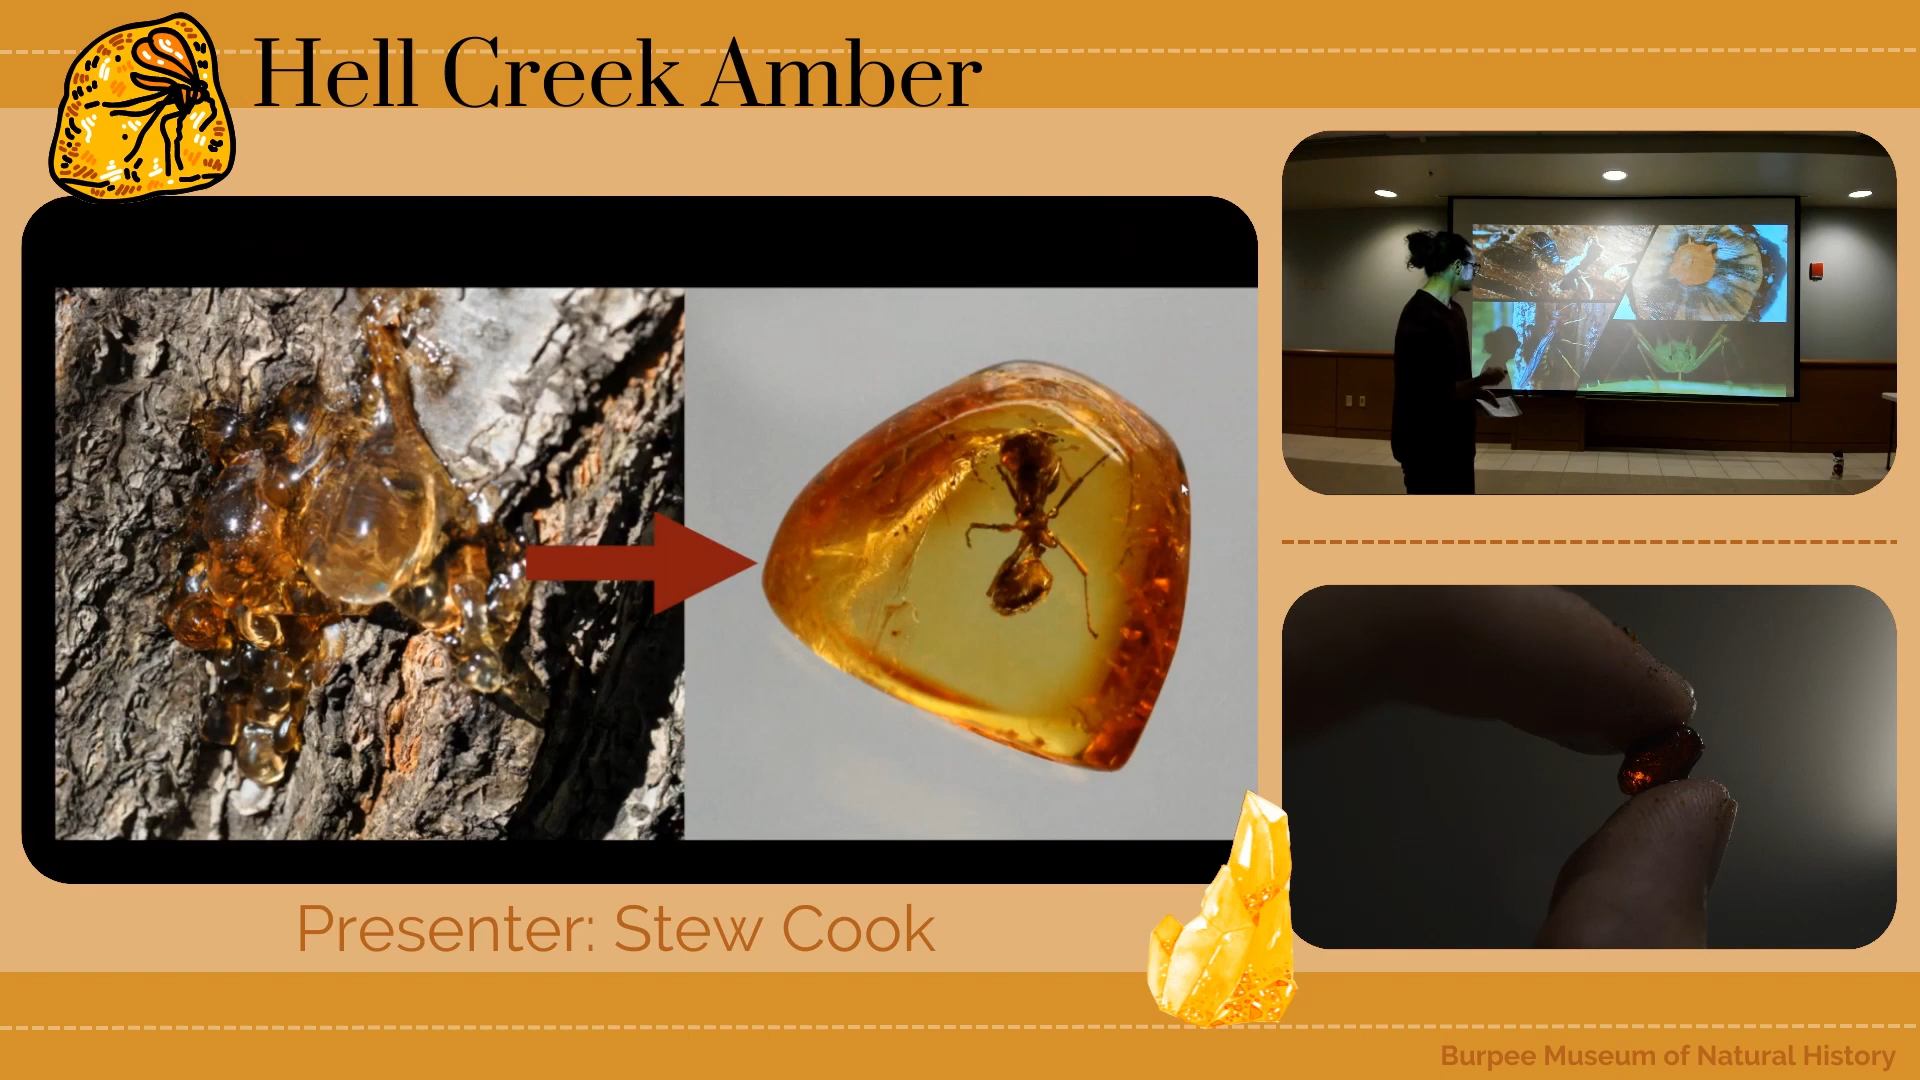 Hell Creek Amber
Presenter: Stew Cook
Burpee Museum of Natural History